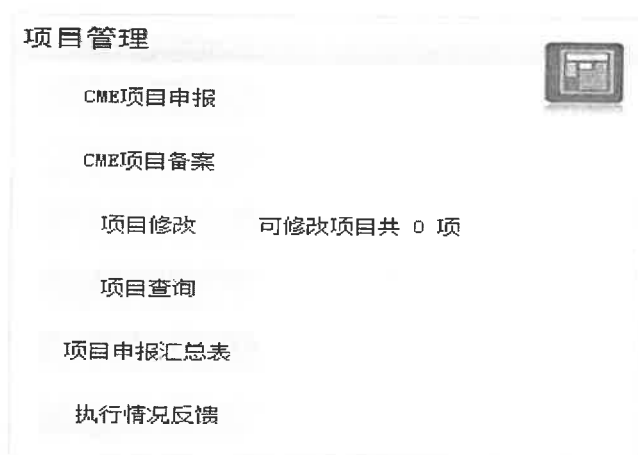 项目管理
CME项目申报
CME项目备案
项目修改 可修改项目共 0 项
项目查询
项目申报汇总表
执行情况反馈